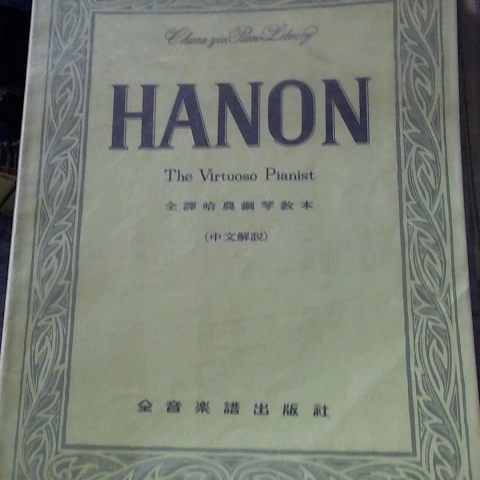 Chuan yin Piano Library
HANON
The Virtuoso Pianist
全譯哈農鋼琴教本
(中文解說)
全音楽譜出版社